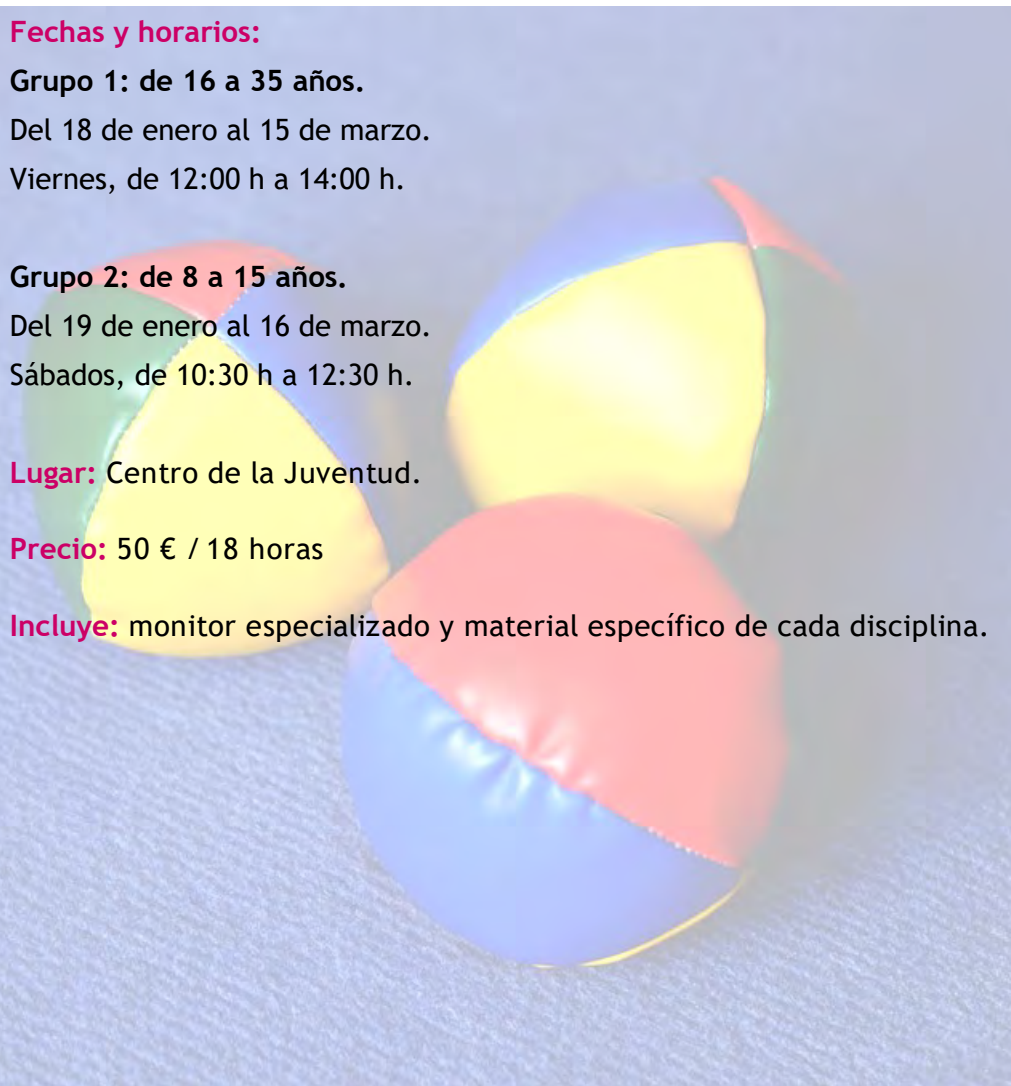 Fechas y horarios:
Grupo 1: de 16 a 35 años.
Del 18 de enero al 15 de marzo.
Viernes, de 12:00 h a 14:00 h.
Grupo 2: de 8 a 15 años.
Del 19 de enero al 16 de marzo.
Sábados, de 10:30 h a 12:30 h.
Lugar: Centro de la Juventud.
Precio: 50 € / 18 horas
Incluye: monitor especializado y material específico de cada disciplina.